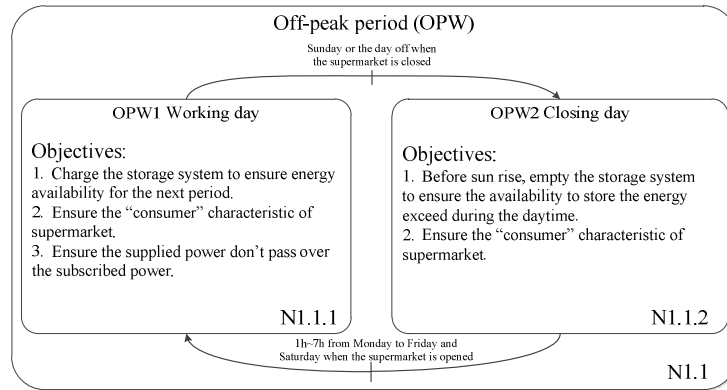 Off-peak period (OPW)
Sunday or the day off when
the supermarket is closed
OPW1 Working day
Objectives:
1. Charge the storage system to ensure energy
availability for the next period.
2. Ensure the “consumer” characteristic of
supermarket.
3. Ensure the supplied power don’t pass over
the subscribed power.
N1.1.1
OPW2 Closing day
Objectives:
1. Before sun rise, empty the storage system
to ensure the availability to store the energy
exceed during the daytime.
2. Ensure the “consumer” characteristic of
supermarket.
N1.1.2
1h~7h from Monday to Friday and
Saturday when the supermarket is opened
N1.1